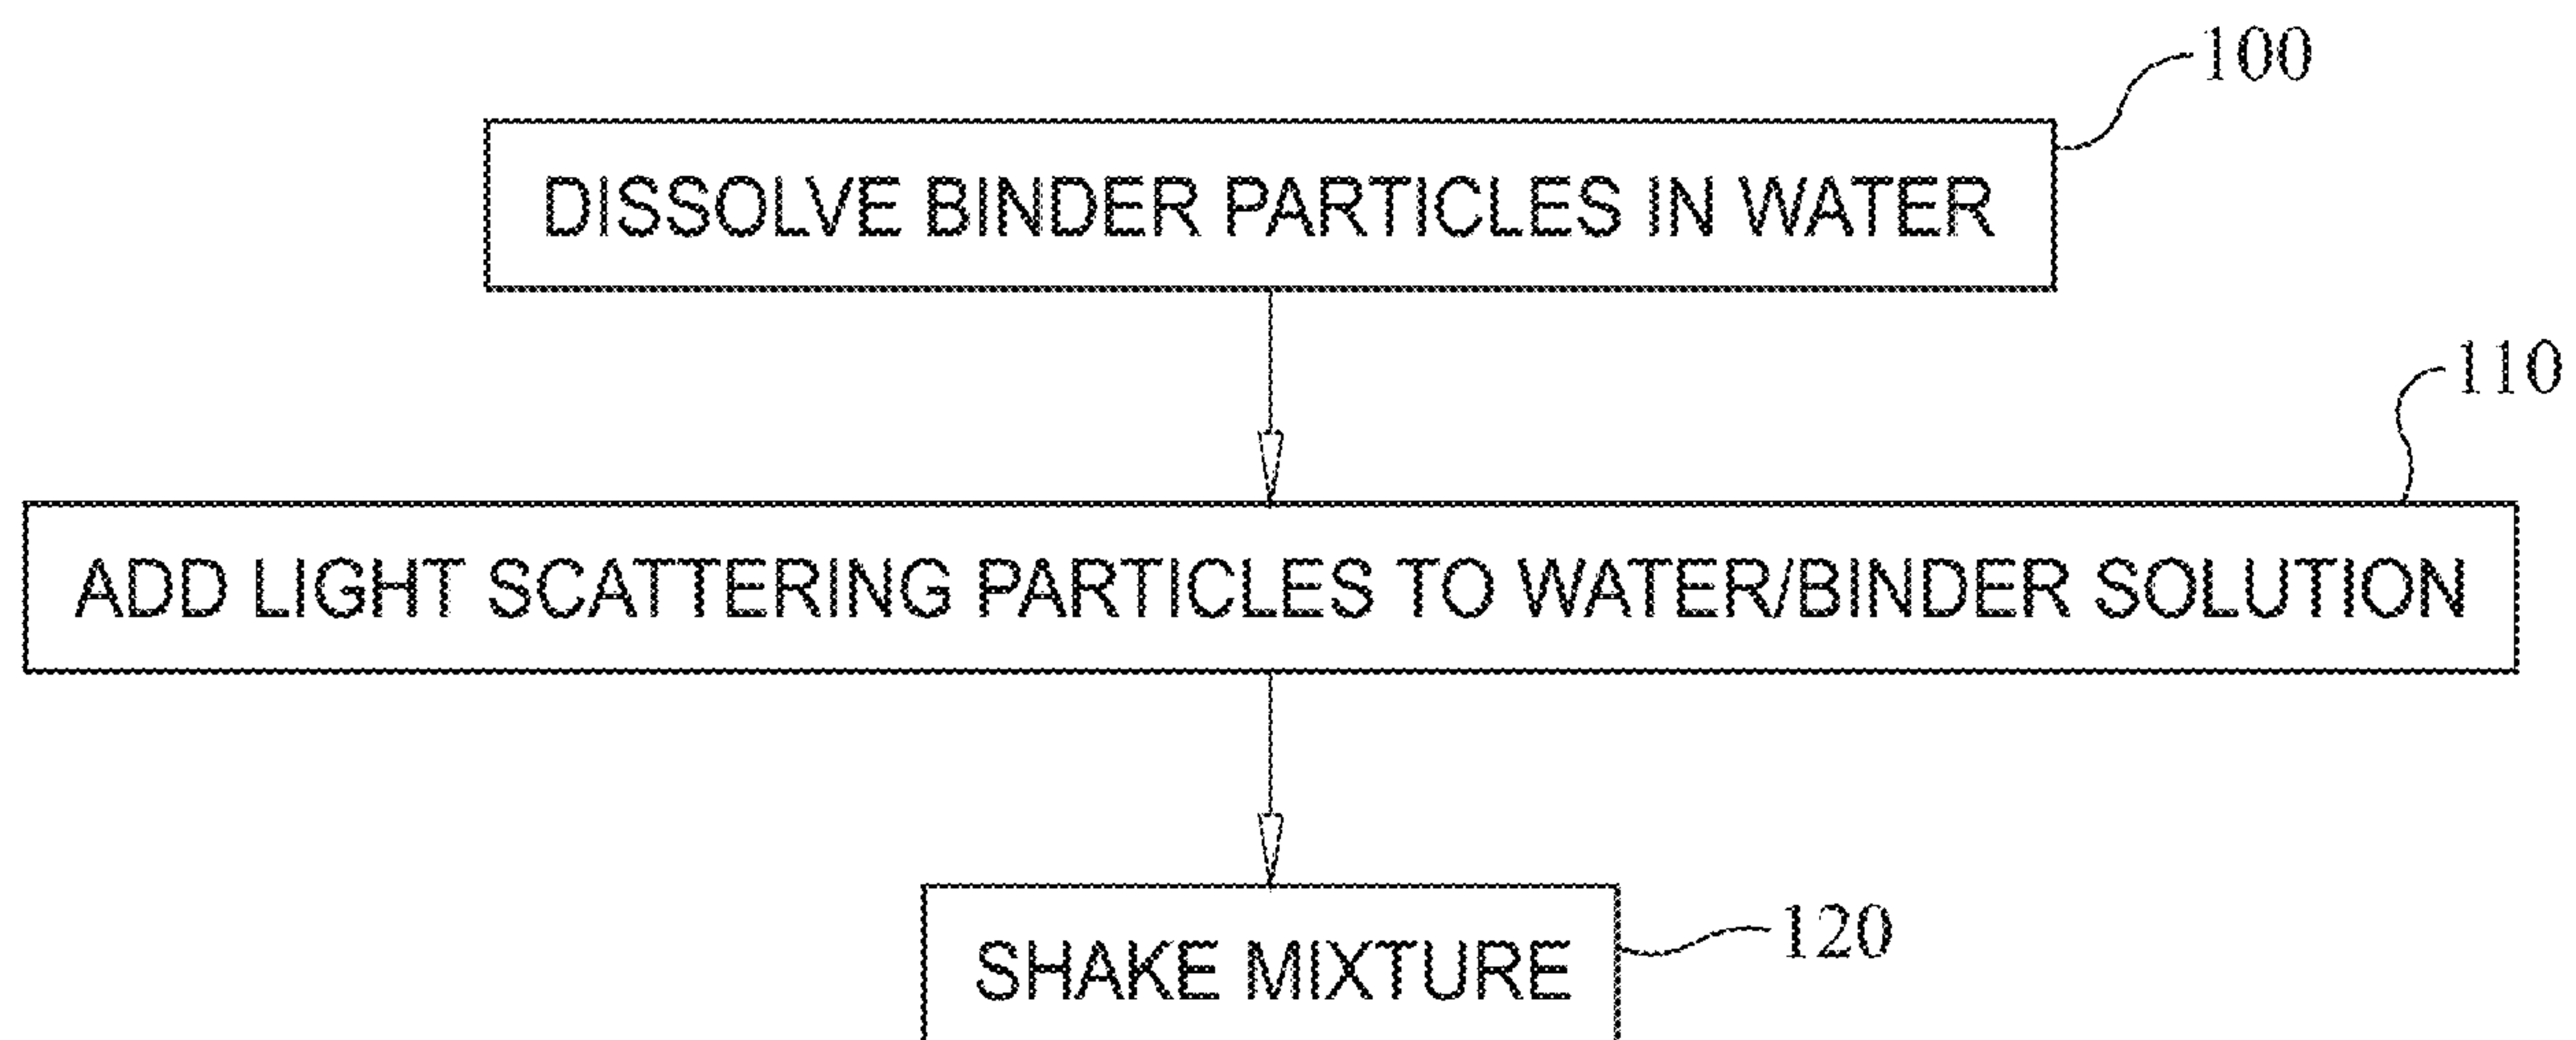 100
DISSOLVE BINDER PARTICLES IN WATER
110
ADD LIGHT SCATTERING PARTICLES TO WATER/BINDER SOLUTION
120
SHAKE MIXTURE